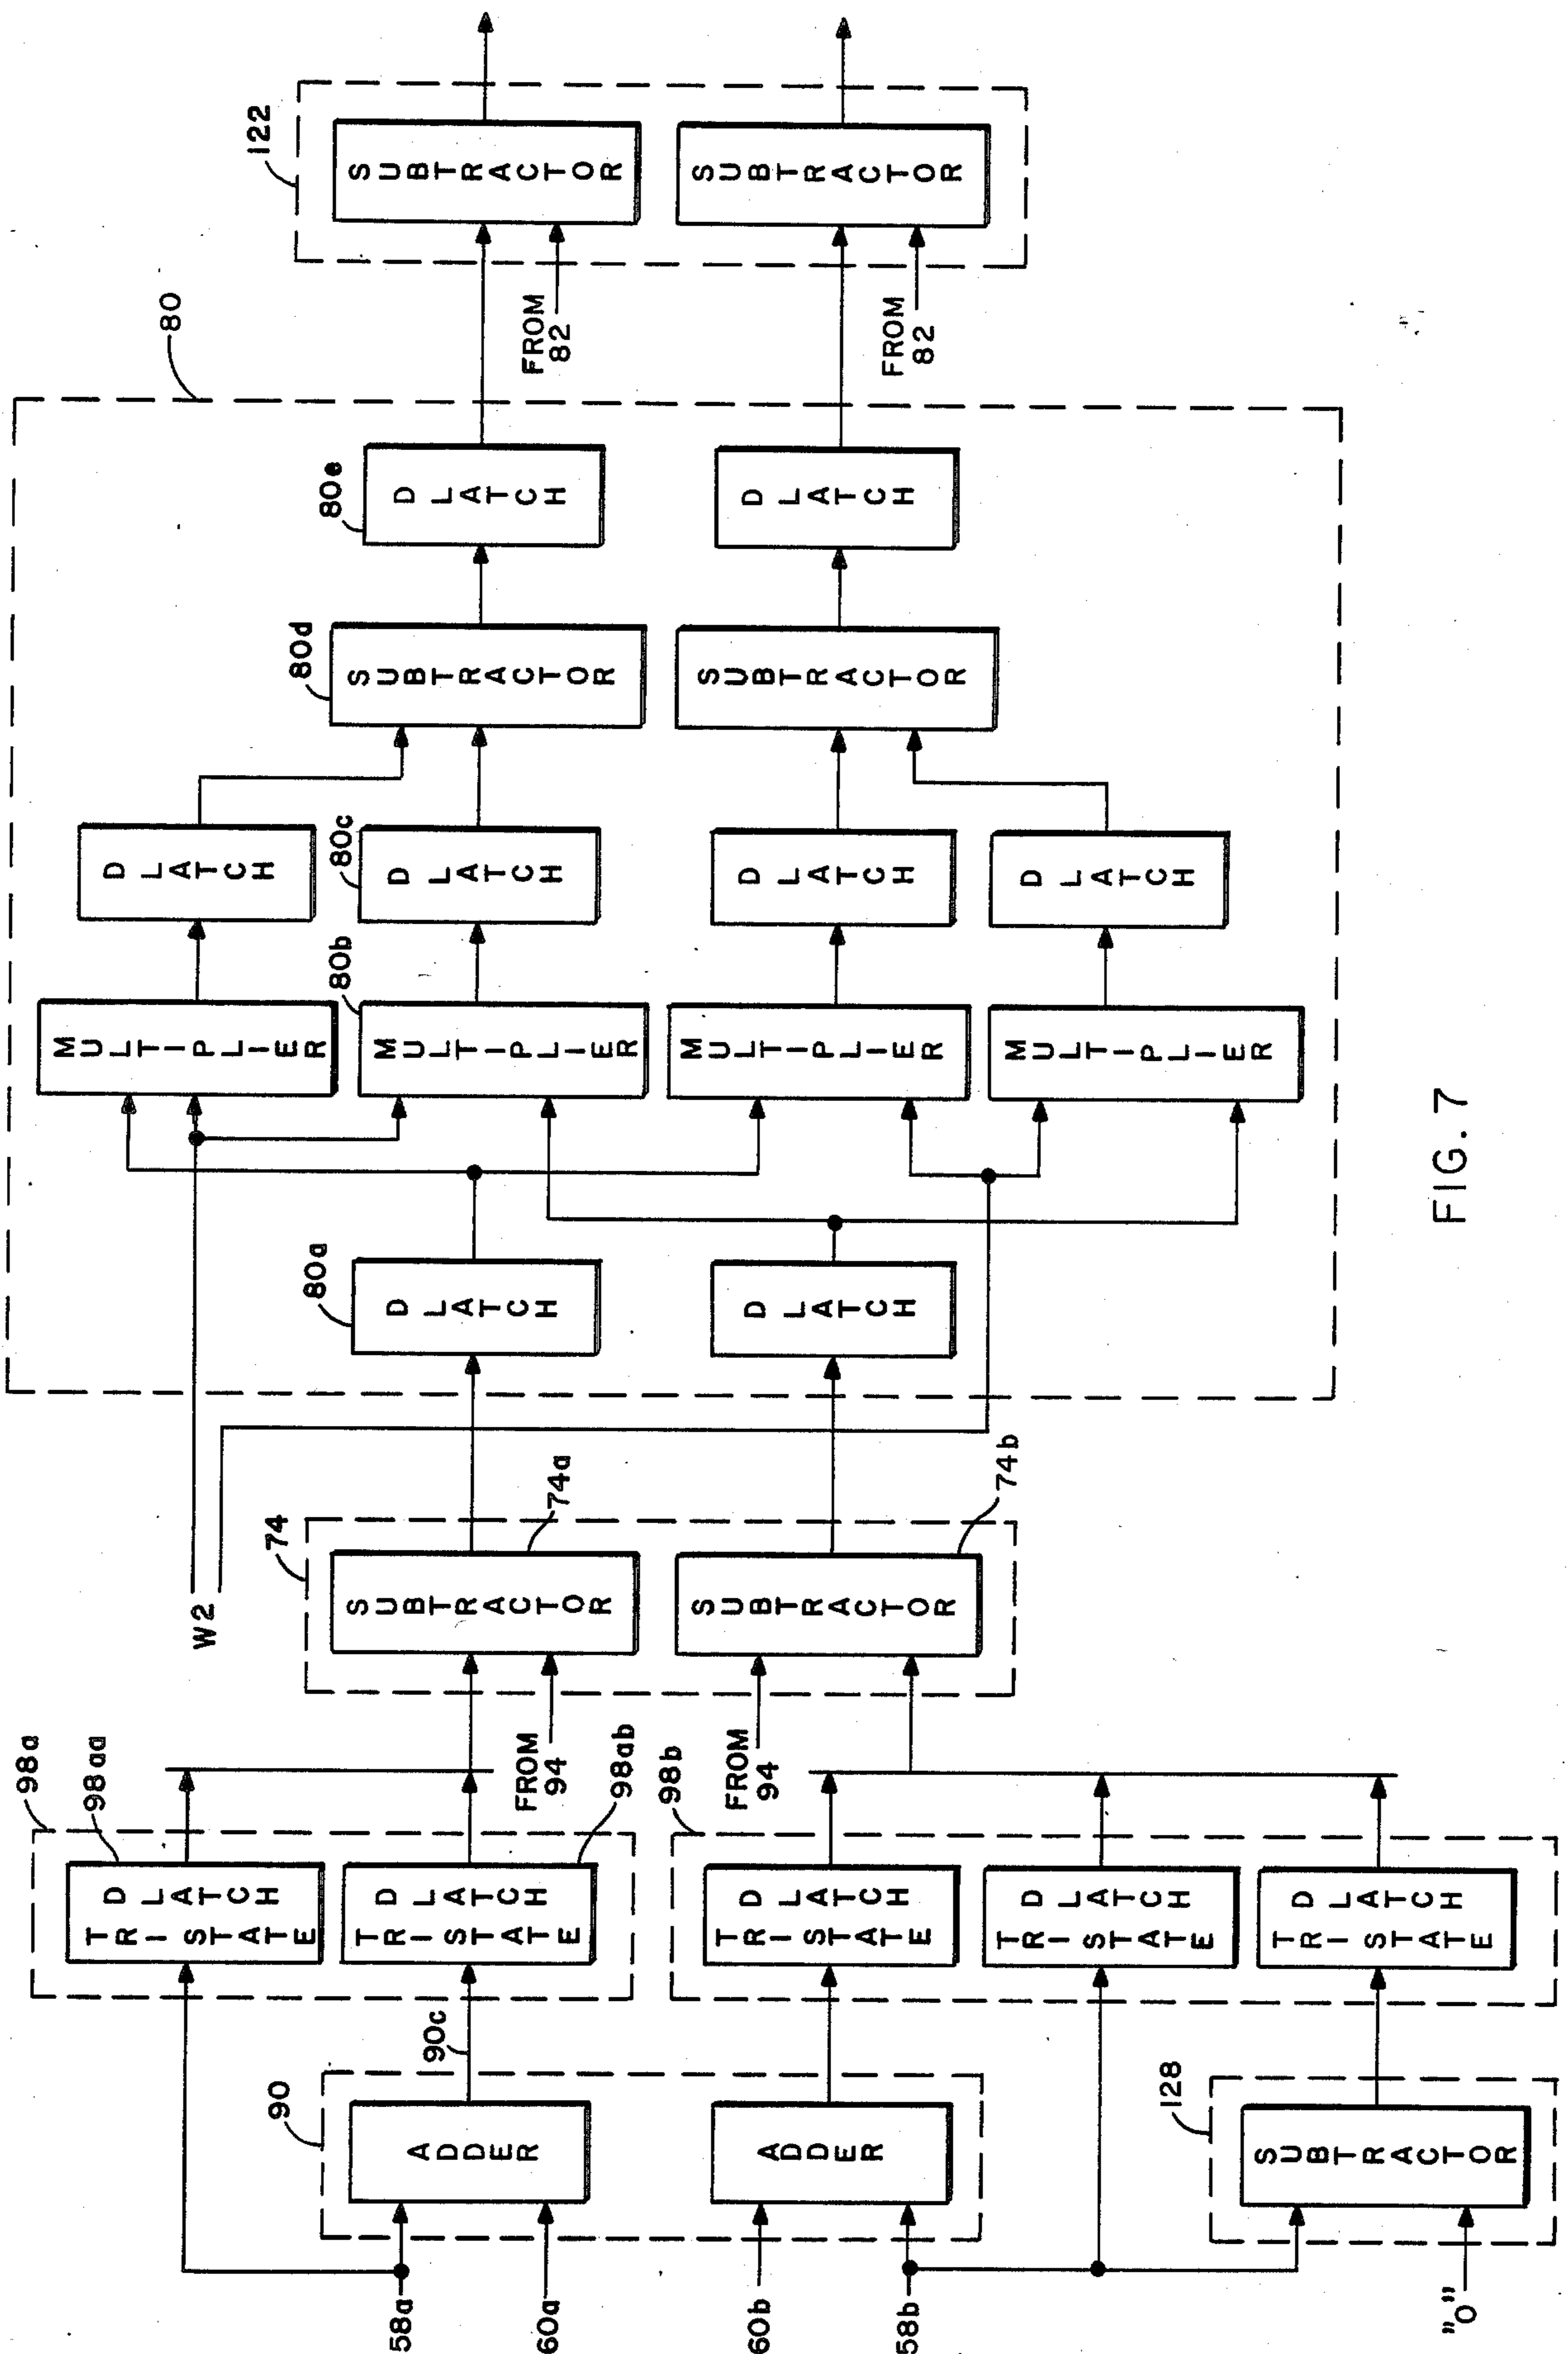 58a
60a
60b
58b
"0"
90
ADDER
90c
ADDER
128
SUBTRACTOR
98a
98aa
D LATCH
TRI STATE
D LATCH
TRI STATE
98ab
98b
D LATCH
TRI STATE
D LATCH
TRI STATE
D LATCH
TRI STATE
FROM
94
FROM
94
W2
74
SUBTRACTOR
74a
SUBTRACTOR
74b
80
80a
D LATCH
D LATCH
MULTIPLIER
80b
MULTIPLIER
MULTIPLIER
MULTIPLIER
D LATCH
80c
D LATCH
D LATCH
D LATCH
80d
SUBTRACTOR
SUBTRACTOR
80e
D LATCH
D LATCH
FROM
82
FROM
82
122
SUBTRACTOR
SUBTRACTOR
FIG. 7